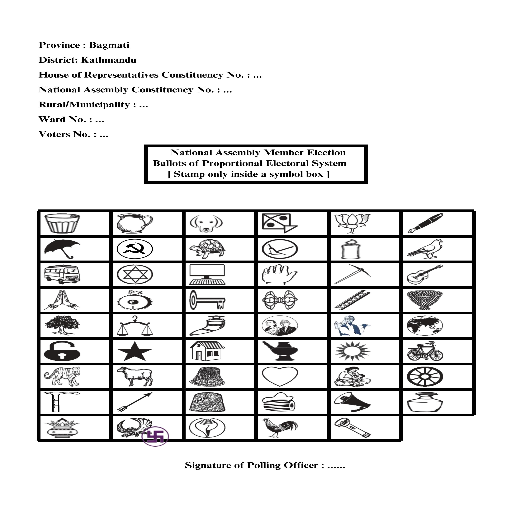 Province : Bagmati
District: Kathmandu
House of Representatives Constituency No. : ...
National Assembly Constituency No. : ...
Rural/Municipality : ...
Ward No. : ...
Voters No. : ...
National Assembly Member Election
Ballots of Proportional Electoral System
[ Stamp only inside a symbol box ]
Signature of Polling Officer : ......